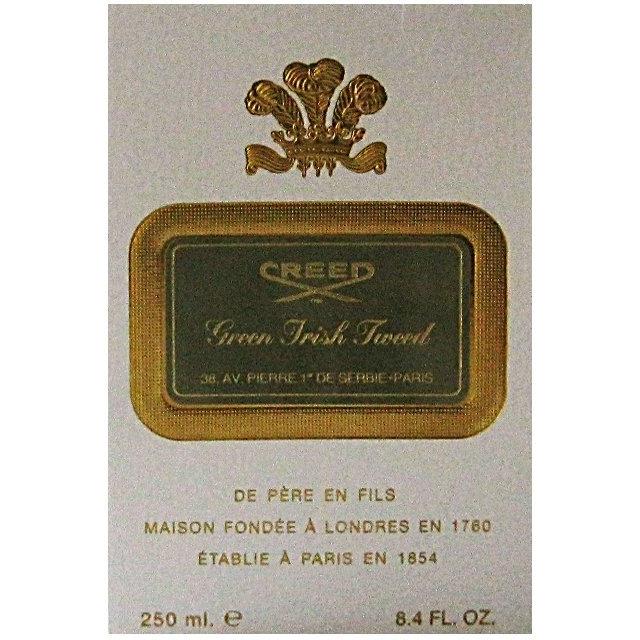 CREED
Green Irish Tweed
38, AV. PIERRE 1er DE SERBIE-PARIS
DE PÈRE EN FILS
MAISON FONDÉE À LONDRES EN 1760
ÉTABLIE À PARIS EN 1854
250 ml. ℮ 8.4 FL. OZ.